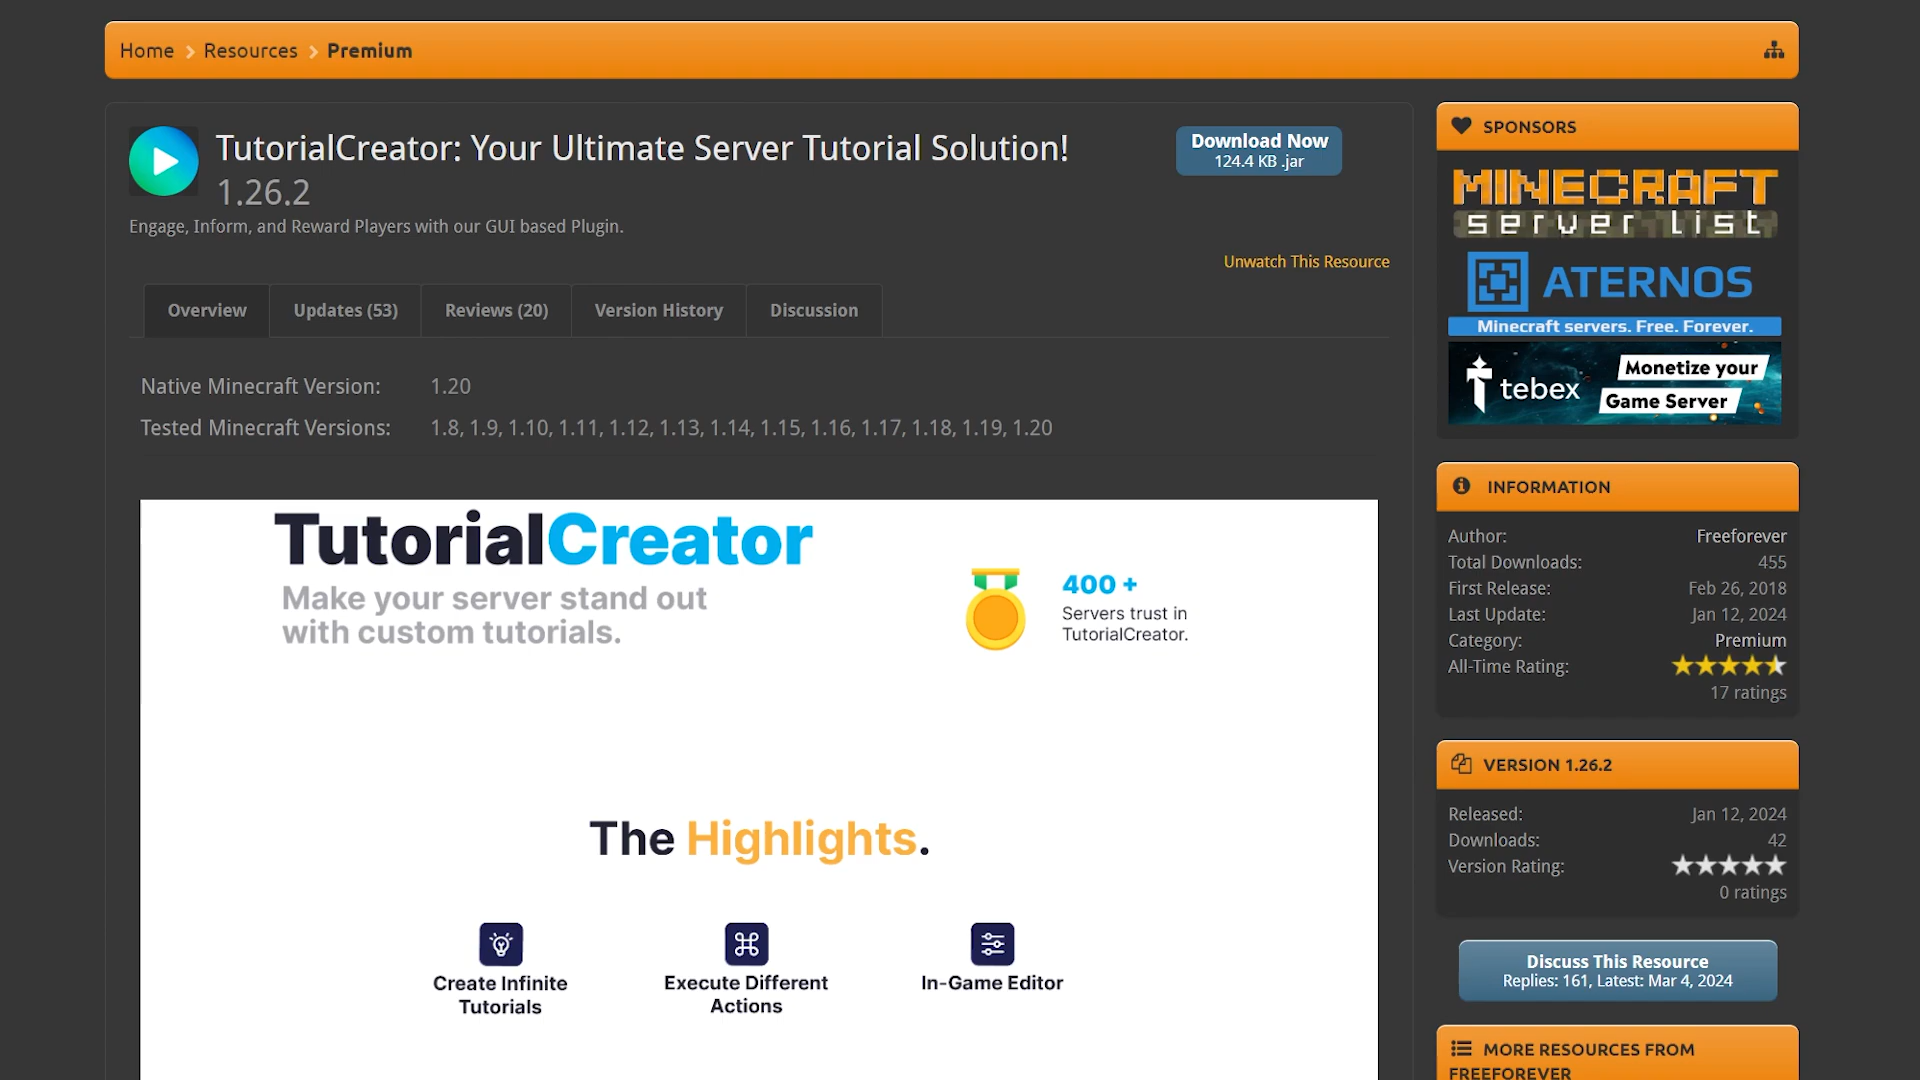 Home Resources Premium
TutorialCreator: Your Ultimate Server Tutorial Solution!
1.26.2
Engage, Inform, and Reward Players with our GUI based Plugin.
Download Now
124.4 KB .jar
Unwatch This Resource
Overview Updates (53) Reviews (20) Version History Discussion
Native Minecraft Version: 1.20
Tested Minecraft Versions: 1.8, 1.9, 1.10, 1.11, 1.12, 1.13, 1.14, 1.15, 1.16, 1.17, 1.18, 1.19, 1.20
TutorialCreator
Make your server stand out
with custom tutorials.
400 +
Servers trust in
TutorialCreator.
The Highlights.
Create Infinite
Tutorials
Execute Different
Actions
In-Game Editor
SPONSORS
MINECRAFT
server list
ATERNOS
Minecraft servers. Free. Forever.
tebex
Monetize your
Game Server
INFORMATION
Author: Freeforever
Total Downloads: 455
First Release: Feb 26, 2018
Last Update: Jan 12, 2024
Category: Premium
All-Time Rating:
17 ratings
VERSION 1.26.2
Released: Jan 12, 2024
Downloads: 42
Version Rating:
0 ratings
Discuss This Resource
Replies: 161, Latest: Mar 4, 2024
MORE RESOURCES FROM
FREEFOREVER